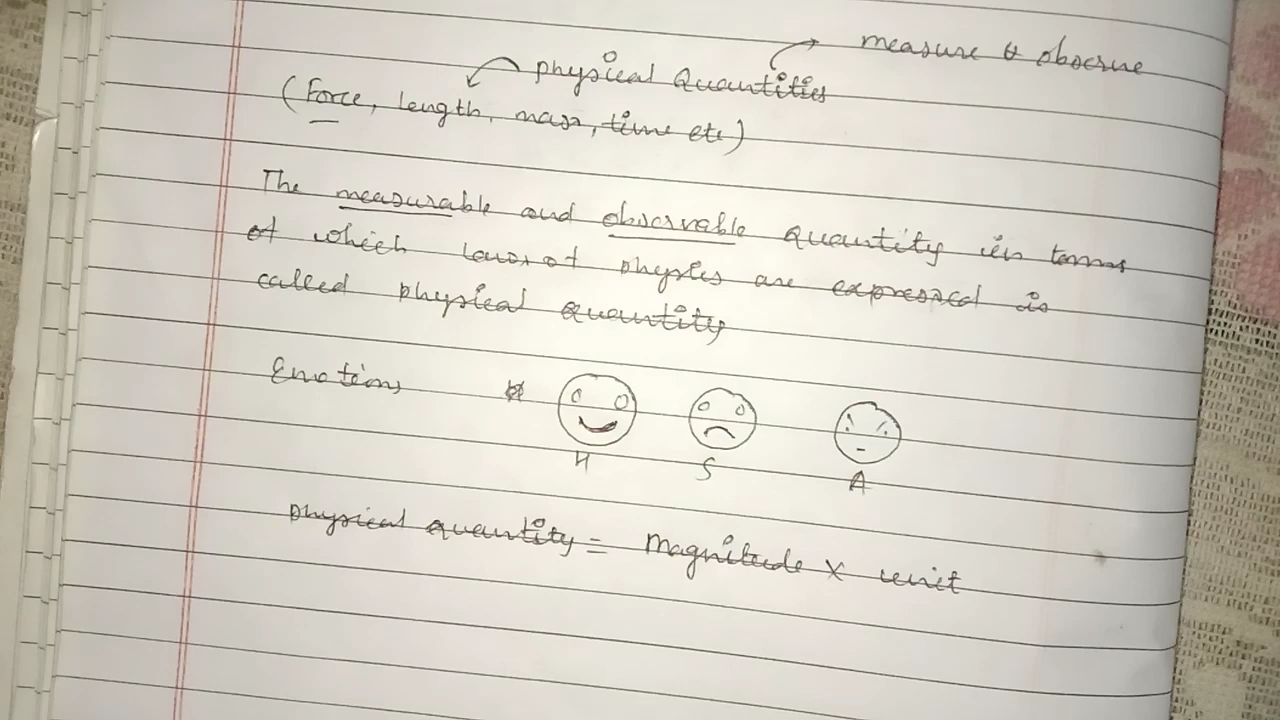 measure & observe
physical Quantities
(Force, length, mass, time etc)
The measurable and observable quantity in terms
of which laws of physics are expressed is
called physical quantity
Emotions
H S A
physical quantity = Magnitude × unit